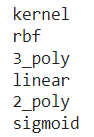 kernel
rbf
3_poly
linear
2_poly
sigmoid